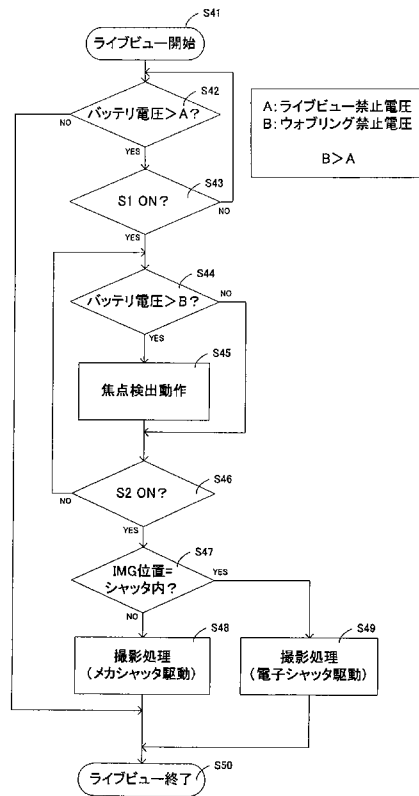 S41
ライブビュー開始
S42
バッテリ電圧＞A？
NO
YES
A：ライブビュー禁止電圧
B：ウォブリング禁止電圧
B＞A
S43
S1 ON？
NO
YES
S44
バッテリ電圧＞B？
NO
YES
S45
焦点検出動作
S46
S2 ON？
NO
YES
S47
IMG位置=
シャッタ内？
YES
NO
S48
撮影処理
（メカシャッタ駆動）
S49
撮影処理
（電子シャッタ駆動）
S50
ライブビュー終了